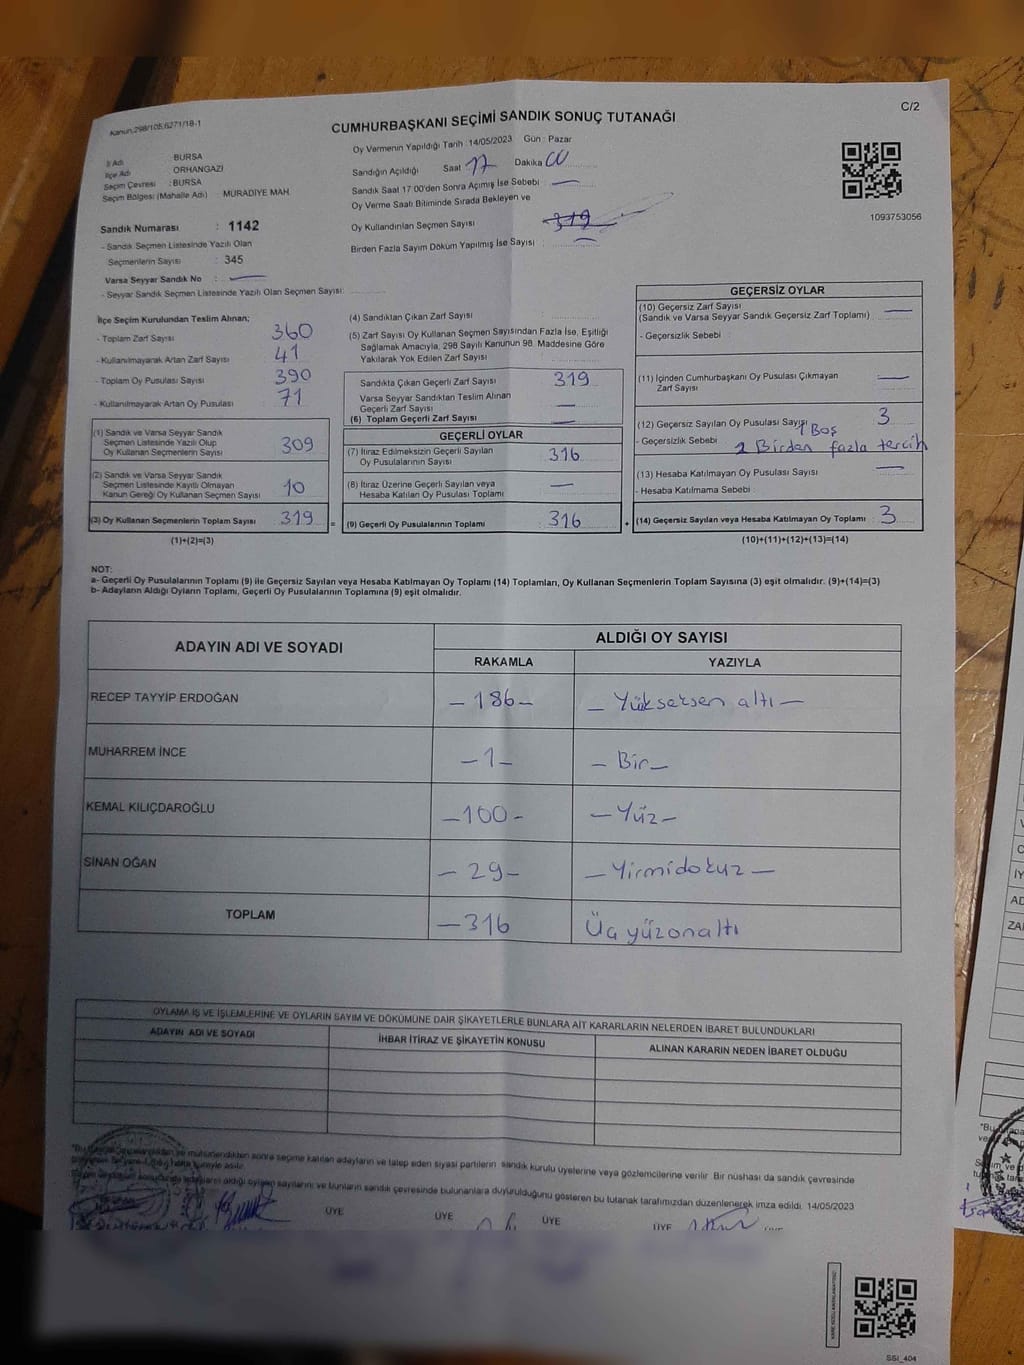 C/2
Kanun.298/105,6271/18-1
CUMHURBAŞKANI SEÇİMİ SANDIK SONUÇ TUTANAĞI
İl Adı BURSA
İlçe Adı ORHANGAZİ
Seçim Çevresi : BURSA
Seçim Bölgesi (Mahalle Adı) : MURADİYE MAH.
Sandık Numarası : 1142
- Sandık Seçmen Listesinde Yazılı Olan
Seçmenlerin Sayısı : 345
Varsa Seyyar Sandık No : —
- Seyyar Sandık Seçmen Listesinde Yazılı Olan Seçmen Sayısı:
Oy Vermenin Yapıldığı Tarih :14/05/2023 Gün : Pazar
Sandığın Açıldığı Saat 17 Dakika 00
Sandık Saat 17:00'den Sonra Açımış İse Sebebi : —
Oy Verme Saati Bitiminde Sırada Bekleyen ve
Oy Kullandırılan Seçmen Sayısı 319
Birden Fazla Sayım Döküm Yapılmış İse Sayısı : —
1093753056
İlçe Seçim Kurulundan Teslim Alınan;
- Toplam Zarf Sayısı 360
- Kullanılmayarak Artan Zarf Sayısı 41
- Toplam Oy Pusulası Sayısı 390
- Kullanılmayarak Artan Oy Pusulası 71
(1) Sandık ve Varsa Seyyar Sandık
Seçmen Listesinde Yazılı Olup
Oy Kullanan Seçmenlerin Sayısı 309
(2) Sandık ve Varsa Seyyar Sandık
Seçmen Listesinde Kayıtlı Olmayan
Kanun Gereği Oy Kullanan Seçmen Sayısı 10
(3) Oy Kullanan Seçmenlerin Toplam Sayısı 319 =
(1)+(2)=(3)
(4) Sandıktan Çıkan Zarf Sayısı
(5) Zarf Sayısı Oy Kullanan Seçmen Sayısından Fazla İse, Eşitliği
Sağlamak Amacıyla, 298 Sayılı Kanunun 98. Maddesine Göre
Yakılarak Yok Edilen Zarf Sayısı
Sandıkta Çıkan Geçerli Zarf Sayısı 319
Varsa Seyyar Sandıktan Teslim Alınan
Geçerli Zarf Sayısı —
(6) Toplam Geçerli Zarf Sayısı —
GEÇERLİ OYLAR
(7) İtiraz Edilmeksizin Geçerli Sayılan
Oy Pusulalarının Sayısı 316
(8) İtiraz Üzerine Geçerli Sayılan veya
Hesaba Katılan Oy Pusulası Toplamı —
(9) Geçerli Oy Pusulalarının Toplamı : 316 +
GEÇERSİZ OYLAR
(10) Geçersiz Zarf Sayısı
(Sandık ve Varsa Seyyar Sandık Geçersiz Zarf Toplamı) —
- Geçersizlik Sebebi :
(11) İçinden Cumhurbaşkanı Oy Pusulası Çıkmayan
Zarf Sayısı —
(12) Geçersiz Sayılan Oy Pusulası Sayısı 3
1 Boş
- Geçersizlik Sebebi 2 Birden fazla tercih
(13) Hesaba Katılmayan Oy Pusulası Sayısı —
- Hesaba Katılmama Sebebi :
(14) Geçersiz Sayılan veya Hesaba Katılmayan Oy Toplamı 3
(10)+(11)+(12)+(13)=(14)
NOT:
a- Geçerli Oy Pusulalarının Toplamı (9) ile Geçersiz Sayılan veya Hesaba Katılmayan Oy Toplamı (14) Toplamları, Oy Kullanan Seçmenlerin Toplam Sayısına (3) eşit olmalıdır. (9)+(14)=(3)
b- Adayların Aldığı Oyların Toplamı, Geçerli Oy Pusulalarının Toplamına (9) eşit olmalıdır.
ADAYIN ADI VE SOYADI ALDIĞI OY SAYISI
RAKAMLA YAZIYLA
RECEP TAYYİP ERDOĞAN —186— — Yükseksen altı —
MUHARREM İNCE —1— — Bir —
KEMAL KILIÇDAROĞLU —100— — Yüz —
SİNAN OĞAN —29— — Yirmidokuz —
TOPLAM —316 Üçyüzonaltı
OYLAMA İŞ VE İŞLEMLERİNE VE OYLARIN SAYIM VE DÖKÜMÜNE DAİR ŞİKAYETLERLE BUNLARA AİT KARARLARIN NELERDEN İBARET BULUNDUKLARI
ADAYIN ADI VE SOYADI İHBAR İTİRAZ VE ŞİKAYETİN KONUSU ALINAN KARARIN NEDEN İBARET OLDUĞU
sonra seçime katılan adayların ve talep eden siyasi partilerin sandık kurulu üyelerine veya gözlemcilerine verilir. Bir nüshası da sandık çevresinde
aldığı oyların sayılarını ve bunların sandık çevresinde bulunanlara duyurulduğunu gösteren bu tutanak tarafımızdan düzenlenerek imza edildi. 14/05/2023
ÜYE ÜYE ÜYE ÜYE
SSİ_404